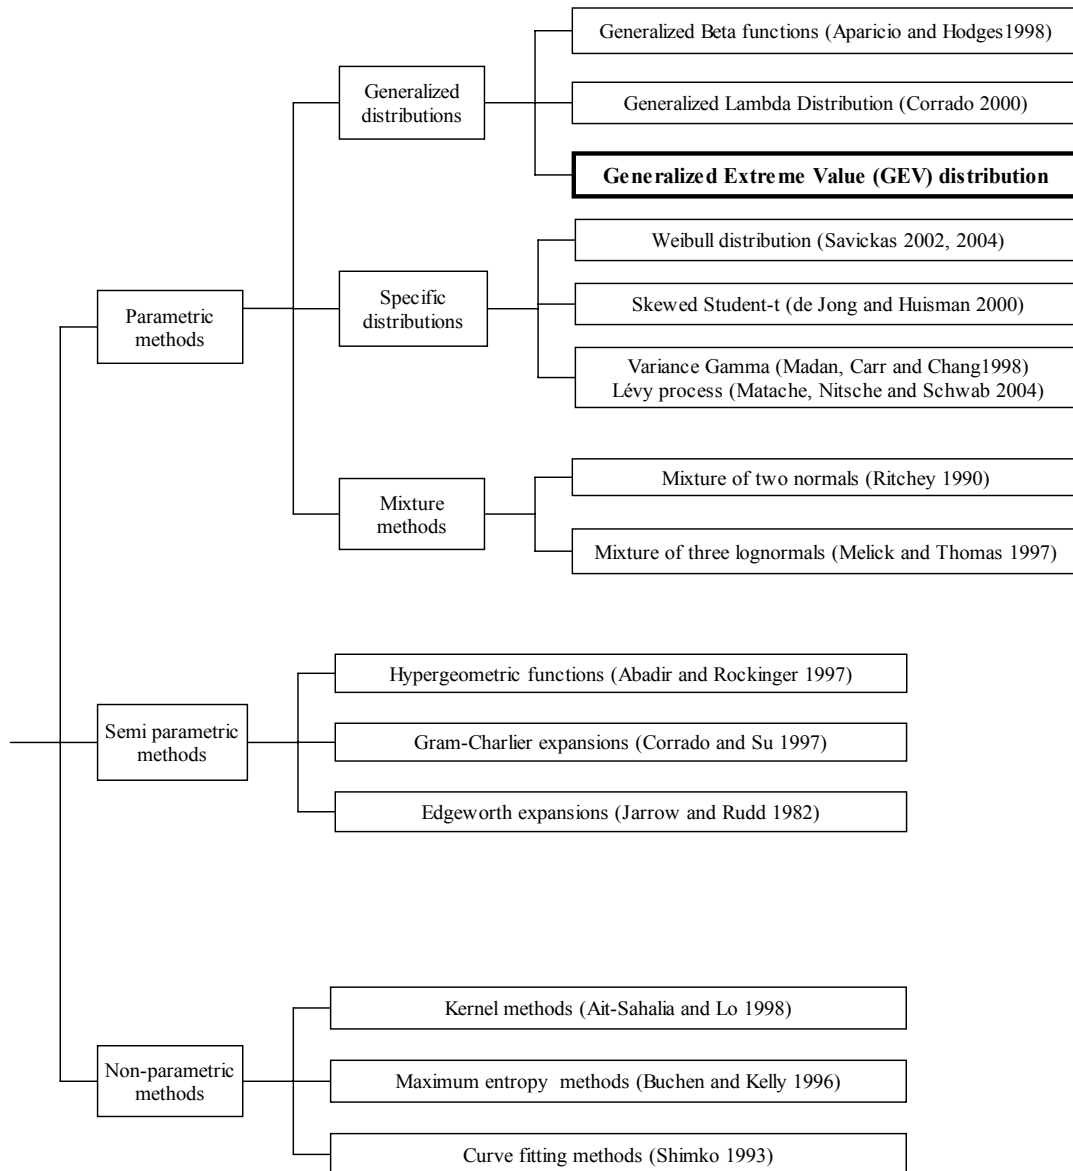 Generalized Beta functions (Aparicio and Hodges1998)
Generalized
distributions
Generalized Lambda Distribution (Corrado 2000)
Generalized Extreme Value (GEV) distribution
Weibull distribution (Savickas 2002, 2004)
Parametric
methods
Specific
distributions
Skewed Student-t (de Jong and Huisman 2000)
Variance Gamma (Madan, Carr and Chang1998)
Lévy process (Matache, Nitsche and Schwab 2004)
Mixture
methods
Mixture of two normals (Ritchey 1990)
Mixture of three lognormals (Melick and Thomas 1997)
Semi parametric
methods
Hypergeometric functions (Abadir and Rockinger 1997)
Gram-Charlier expansions (Corrado and Su 1997)
Edgeworth expansions (Jarrow and Rudd 1982)
Non-parametric
methods
Kernel methods (Ait-Sahalia and Lo 1998)
Maximum entropy methods (Buchen and Kelly 1996)
Curve fitting methods (Shimko 1993)